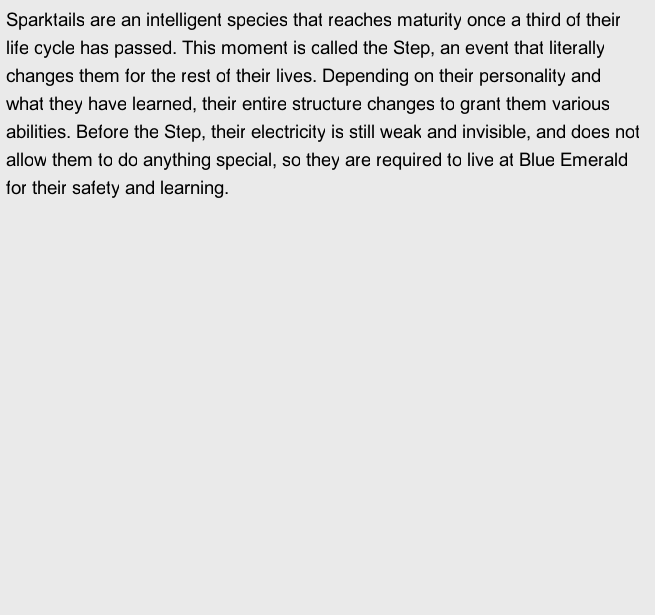 Sparktails are an intelligent species that reaches maturity once a third of their
life cycle has passed. This moment is called the Step, an event that literally
changes them for the rest of their lives. Depending on their personality and
what they have learned, their entire structure changes to grant them various
abilities. Before the Step, their electricity is still weak and invisible, and does not
allow them to do anything special, so they are required to live at Blue Emerald
for their safety and learning.